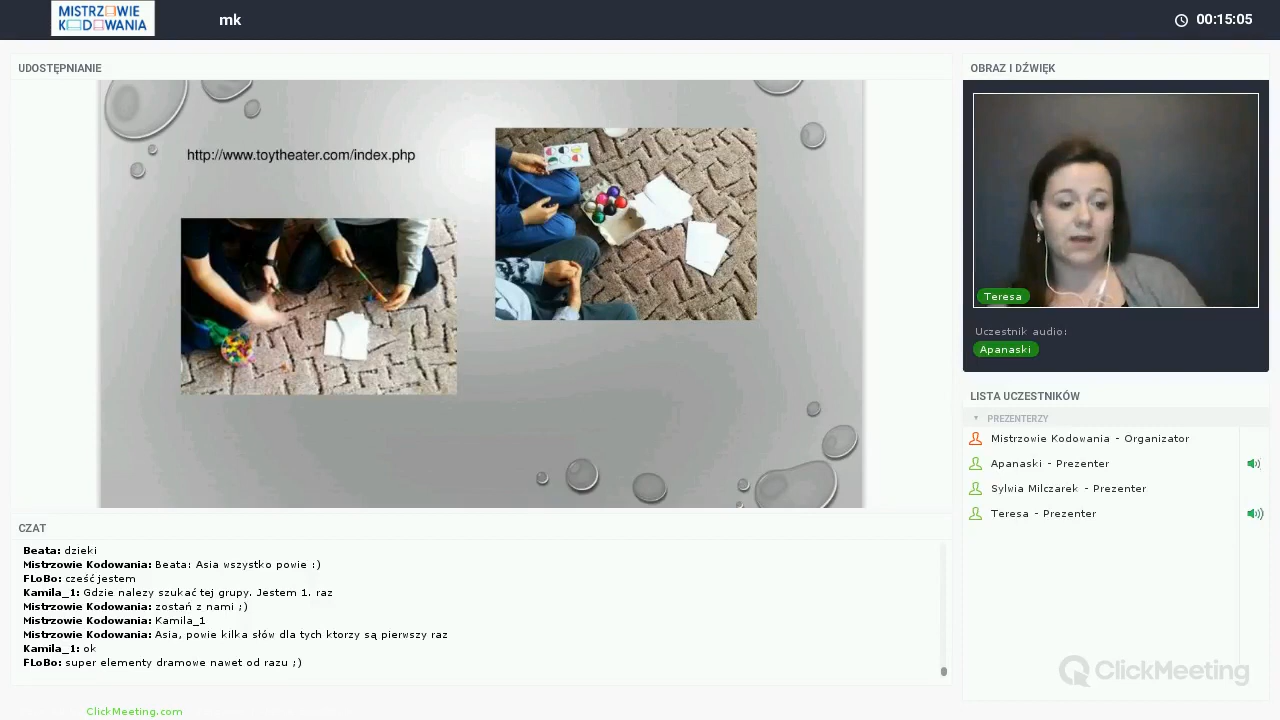 MISTRZOWIE
KODOWANIA
mk
00:15:05
UDOSTĘPNIANIE
http://www.toytheater.com/index.php
CZAT
Beata: dzieki
Mistrzowie Kodowania: Beata: Asia wszystko powie :)
FLoBo: cześć jestem
Kamila_1: Gdzie nalezy szukać tej grupy. Jestem 1. raz
Mistrzowie Kodowania: zostań z nami ;)
Mistrzowie Kodowania: Kamila_1
Mistrzowie Kodowania: Asia, powie kilka słów dla tych ktorzy są pierwszy raz
Kamila_1: ok
FLoBo: super elementy dramowe nawet od razu ;)
ClickMeeting.com
OBRAZ I DŹWIĘK
Teresa
Uczestnik audio:
Apanaski
LISTA UCZESTNIKÓW
PREZENTERZY
Mistrzowie Kodowania - Organizator
Apanaski - Prezenter
Sylwia Milczarek - Prezenter
Teresa - Prezenter
ClickMeeting